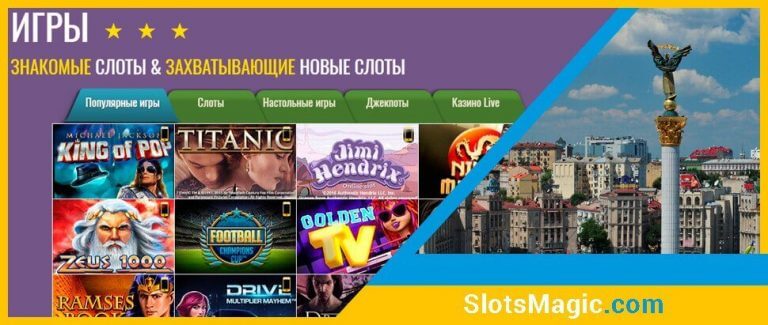 ИГРЫ
ЗНАКОМЫЕ СЛОТЫ & ЗАХВАТЫВАЮЩИЕ НОВЫЕ СЛОТЫ
Популярные игры Слоты Настольные игры Джекпоты Казино Live
MICHAEL JACKSON
KING OF POP
TITANIC
Jimi
Hendrix
ZEUS 1000
FOOTBALL
CHAMPIONS
CUP
GOLDEN
TV
RAMSES
BOOK
DRIVE
MULTIPLIER MAYHEM
SlotsMagic.com